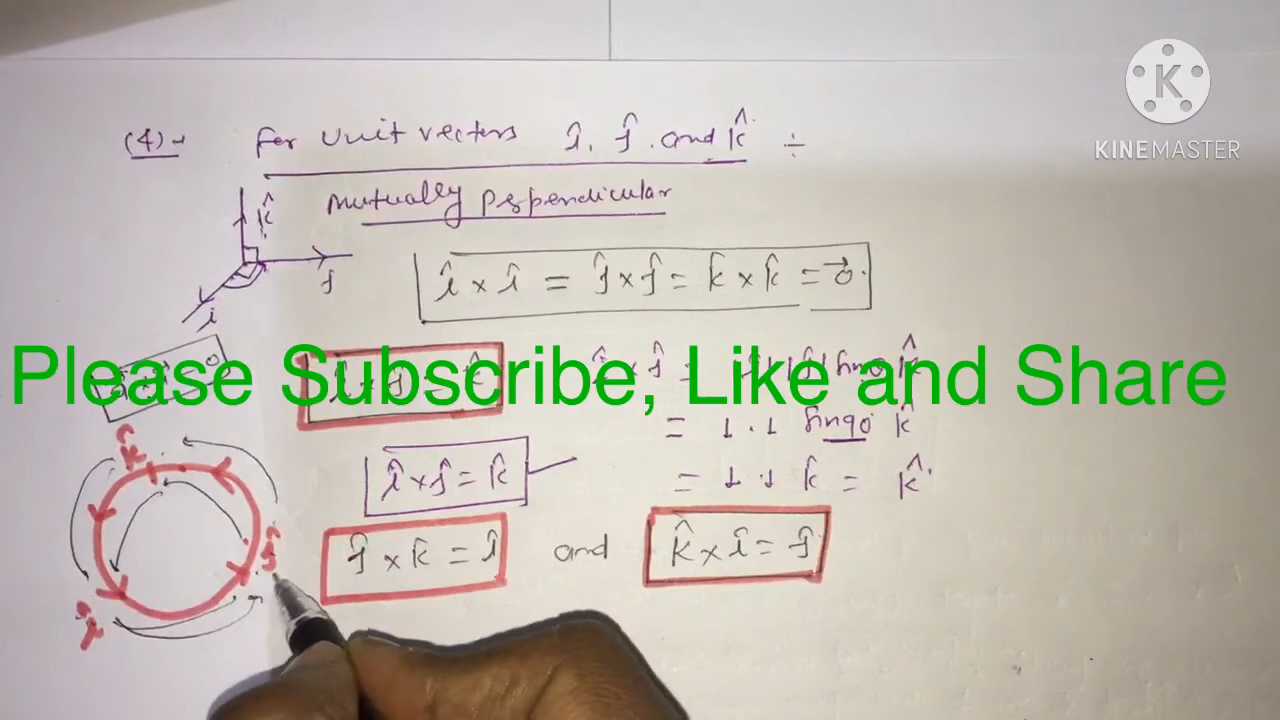 (4) → For Unit vectors î, ĵ and k̂ ÷
Mutually perpendicular
k̂
ĵ
i
î × î = ĵ × ĵ = k̂ × k̂ = 0⃗
Please Subscribe, Like and Share
î × ĵ = k̂
î × ĵ = |î| |ĵ| Sin90 k̂
= 1 . 1 Sin90 k̂
î × ĵ = k̂
= 1 . 1 k̂ = k̂
ĵ × k̂ = î and k̂ × î = ĵ
k̂
ĵ
î
K
KINEMASTER